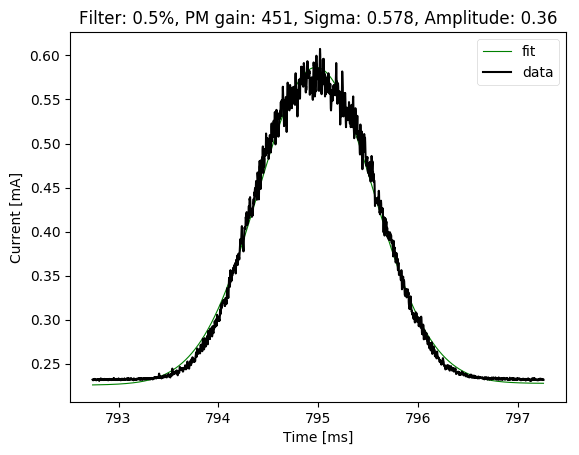 Filter: 0.5%, PM gain: 451, Sigma: 0.578, Amplitude: 0.36
fit
data
0.60
0.55
0.50
0.45
0.40
0.35
0.30
0.25
Current [mA]
793 794 795 796 797
Time [ms]